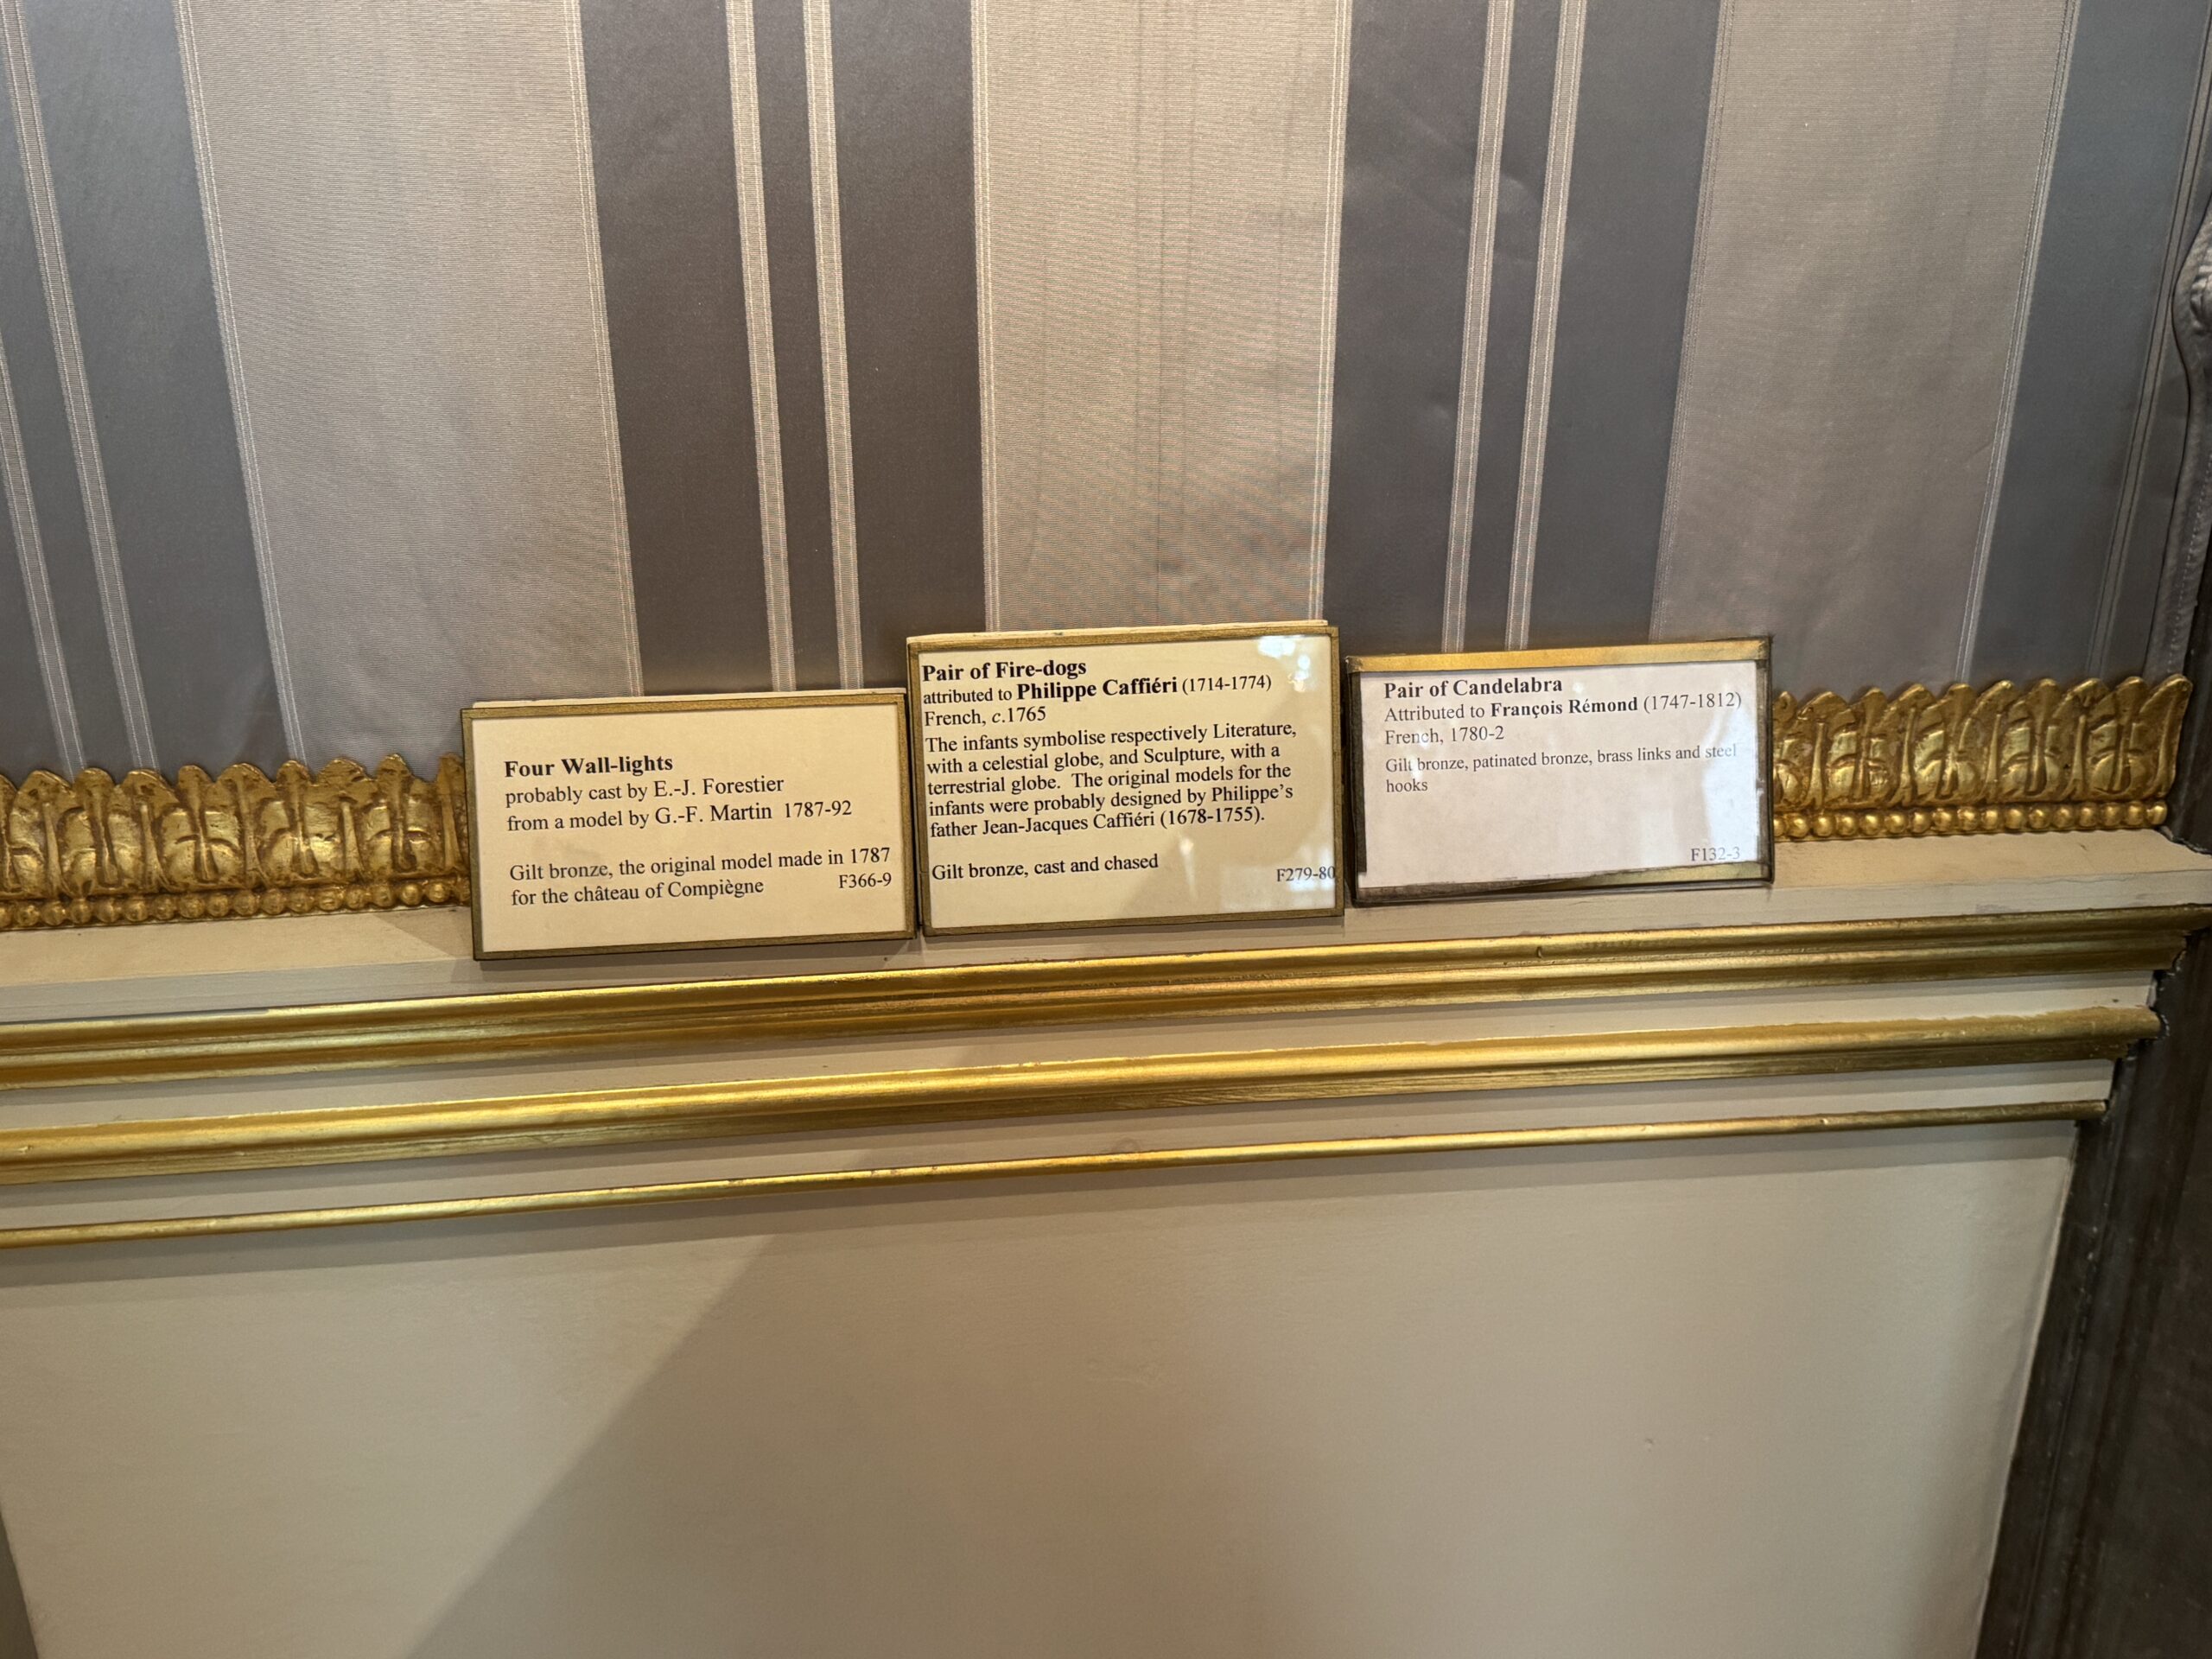 Four Wall-lights
probably cast by E.-J. Forestier
from a model by G.-F. Martin 1787-92
Gilt bronze, the original model made in 1787
for the château of Compiègne F366-9
Pair of Fire-dogs
attributed to Philippe Caffiéri (1714-1774)
French, c.1765
The infants symbolise respectively Literature,
with a celestial globe, and Sculpture, with a
terrestrial globe. The original models for the
infants were probably designed by Philippe's
father Jean-Jacques Caffiéri (1678-1755).
Gilt bronze, cast and chased
F279-80
Pair of Candelabra
Attributed to François Rémond (1747-1812)
French, 1780-2
Gilt bronze, patinated bronze, brass links and steel
hooks
F132-3